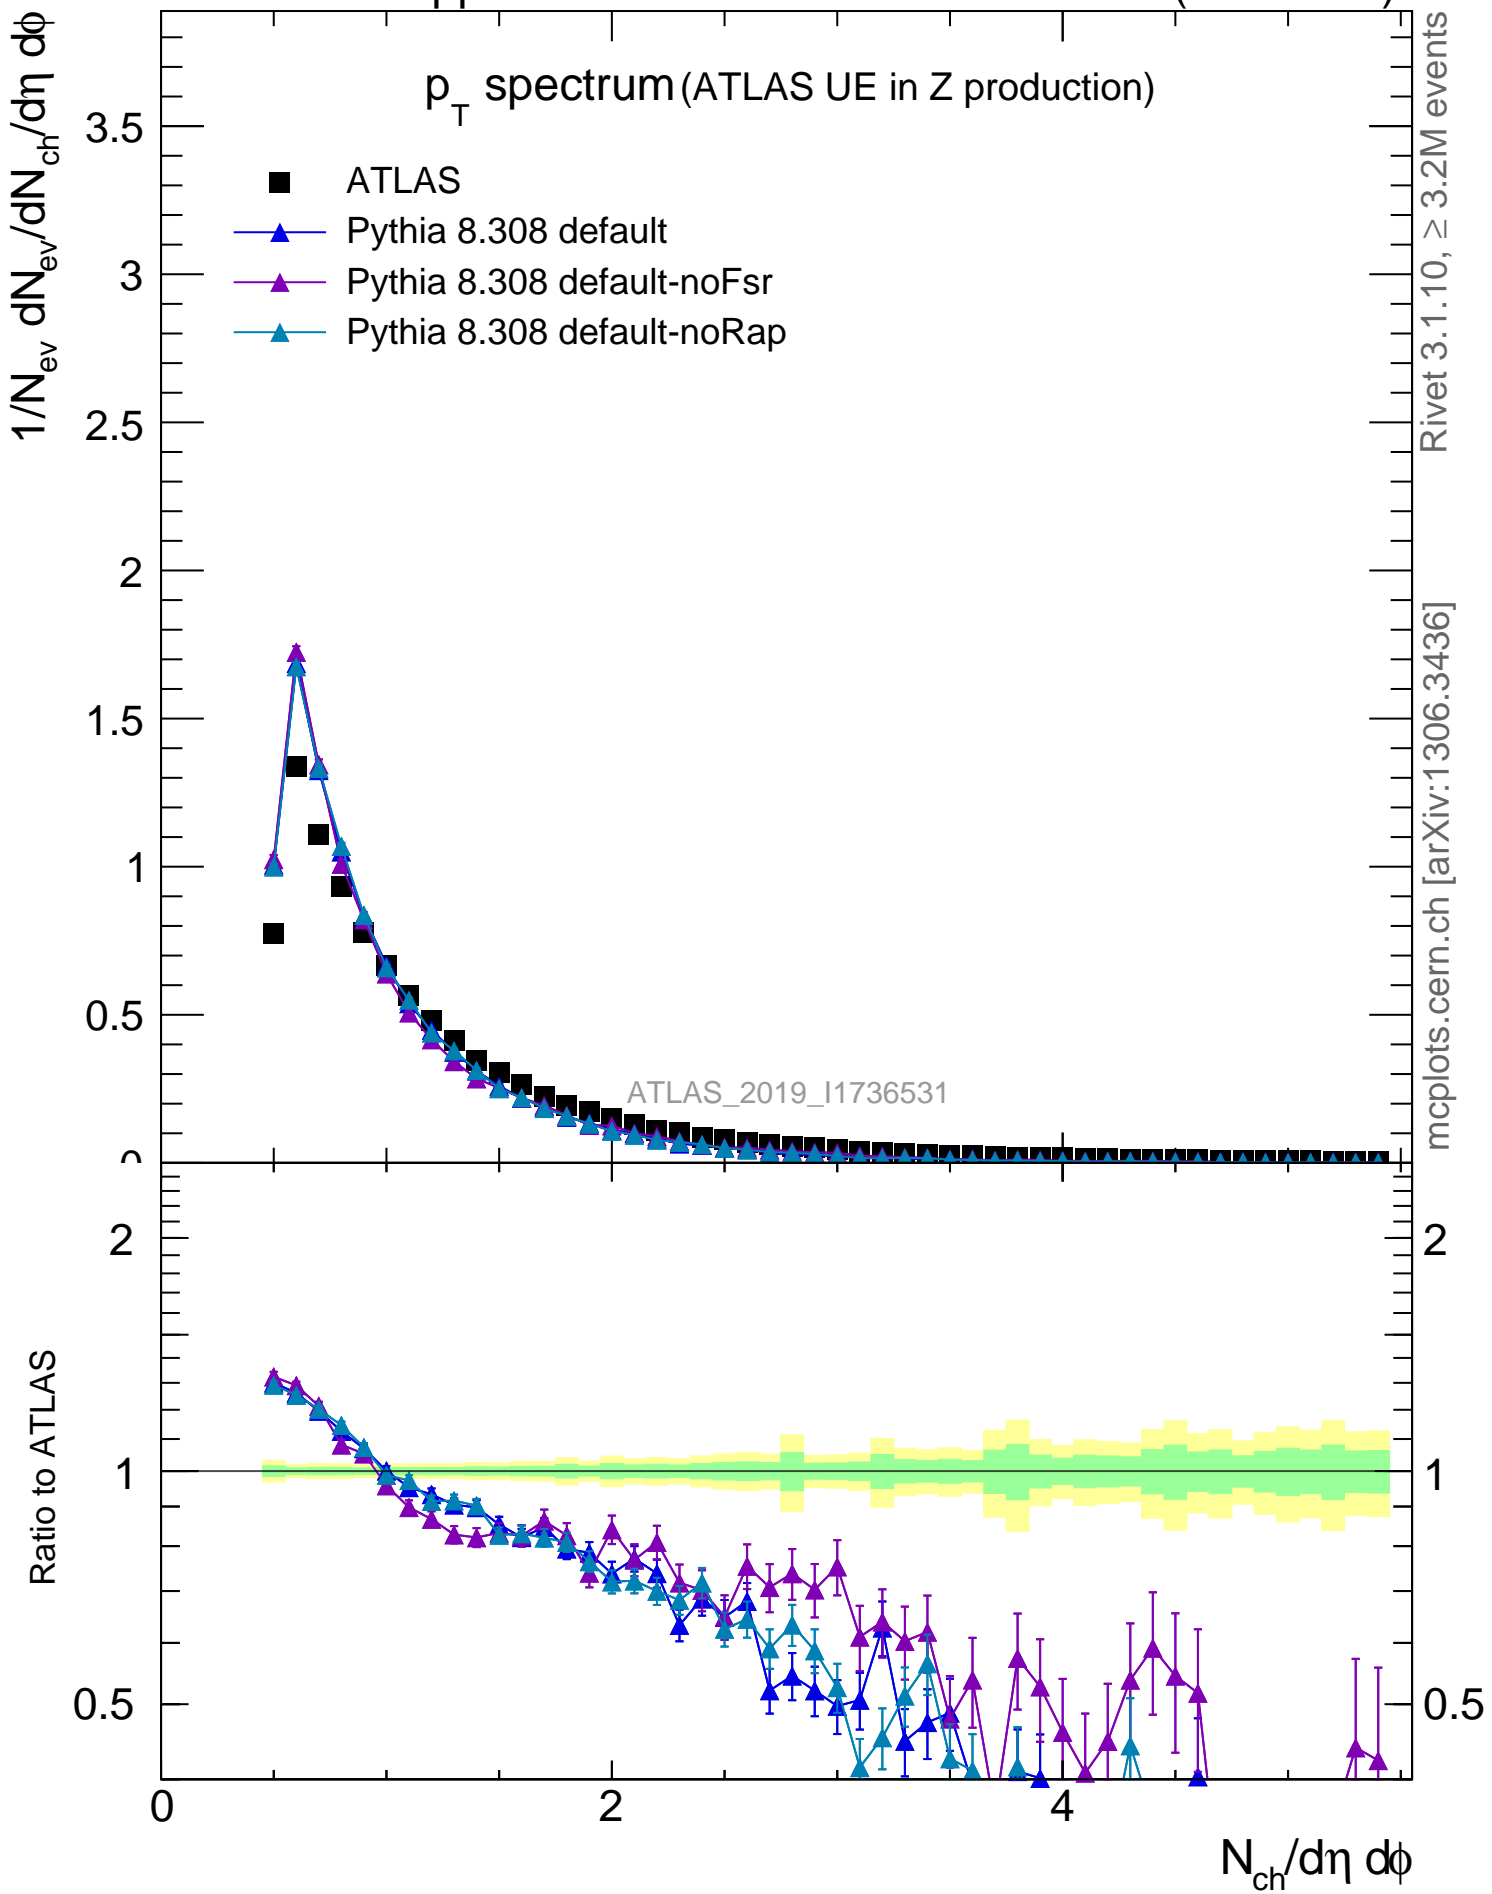 pp
p_T spectrum (ATLAS UE in Z production)
ATLAS
Pythia 8.308 default
Pythia 8.308 default-noFsr
Pythia 8.308 default-noRap
1/N_ev dN_ev/dN_ch/dη dϕ
3.5
3
2.5
2
1.5
1
0.5
0
ATLAS_2019_I1736531
Rivet 3.1.10, ≥ 3.2M events
mcplots.cern.ch [arXiv:1306.3436]
Ratio to ATLAS
2
1
0.5
2
1
0.5
0
2
4
N_ch/dη dϕ